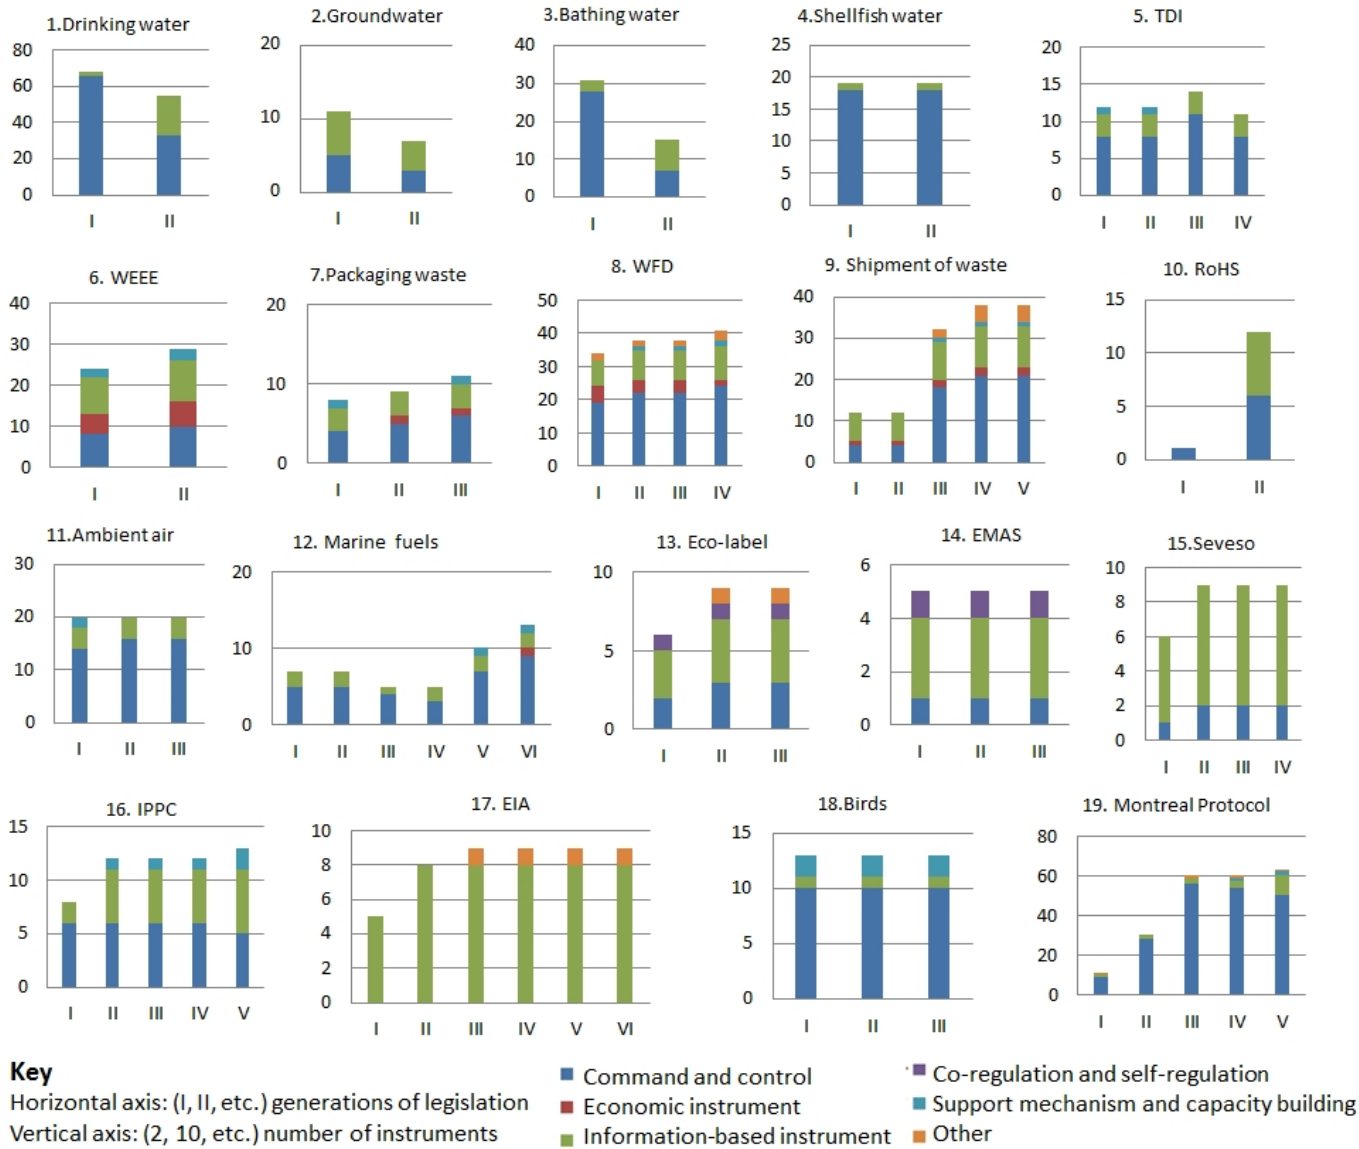 1.Drinking water
80
60
40
20
0
I II
2.Groundwater
20
10
0
I II
3.Bathing water
40
30
20
10
0
I II
4.Shellfish water
25
20
15
10
5
0
I II
5. TDI
20
15
10
5
0
I II III IV
6. WEEE
40
30
20
10
0
I II
7.Packaging waste
20
10
0
I II III
8. WFD
50
40
30
20
10
0
I II III IV
9. Shipment of waste
40
30
20
10
0
I II III IV V
10. RoHS
15
10
5
0
I II
11.Ambient air
30
20
10
0
I II III
12. Marine fuels
20
10
0
I II III IV V VI
13. Eco-label
10
5
0
I II III
14. EMAS
6
4
2
0
I II III
15.Seveso
10
8
6
4
2
0
I II III IV
16. IPPC
15
10
5
0
I II III IV V
17. EIA
10
8
6
4
2
0
I II III IV V VI
18.Birds
15
10
5
0
I II III
19. Montreal Protocol
80
60
40
20
0
I II III IV V
Key
Horizontal axis: (I, II, etc.) generations of legislation
Vertical axis: (2, 10, etc.) number of instruments
Command and control
Economic instrument
Information-based instrument
Co-regulation and self-regulation
Support mechanism and capacity building
Other